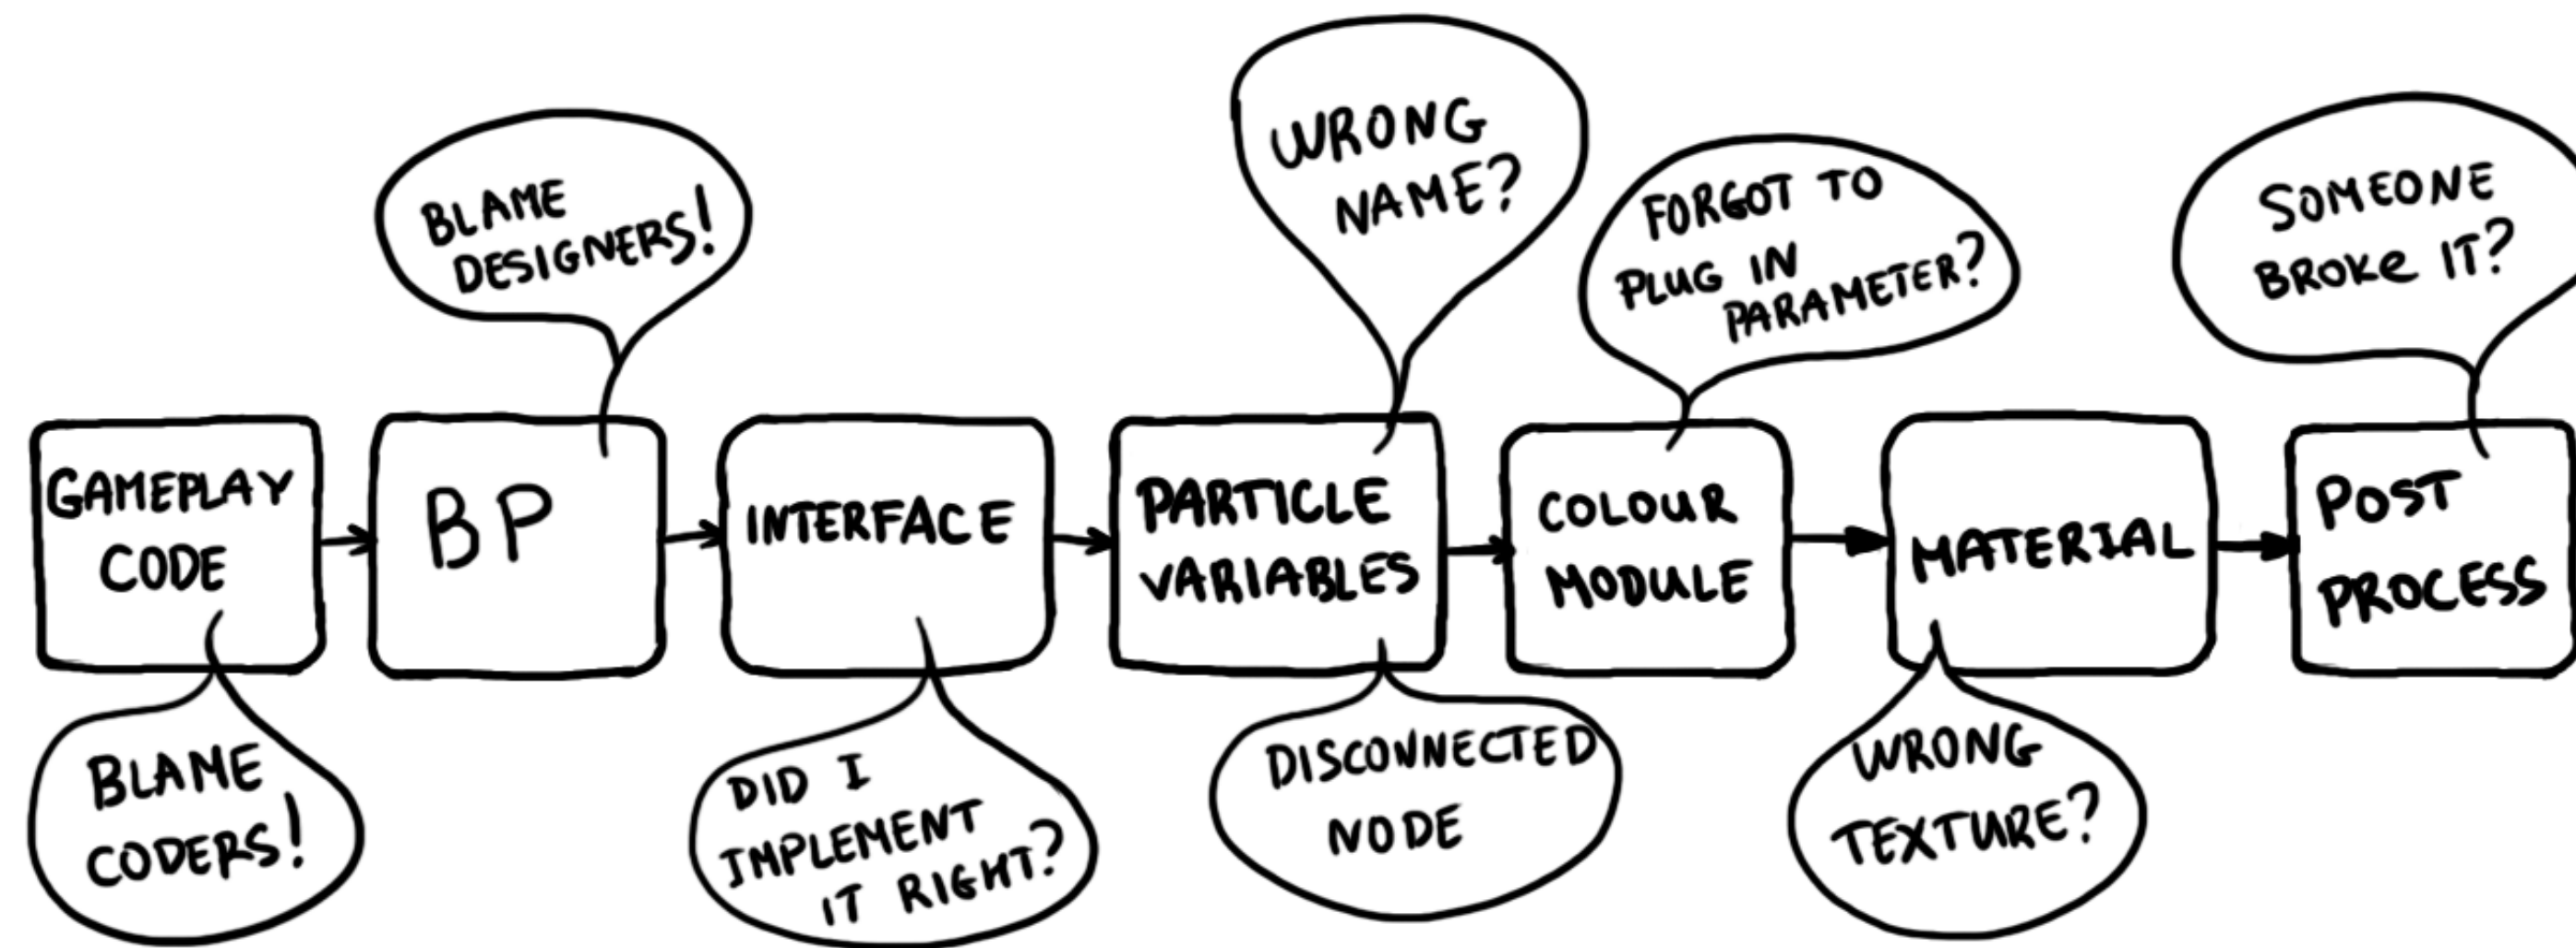 BLAME
DESIGNERS!
WRONG
NAME?
FORGOT TO
PLUG IN
PARAMETER?
SOMEONE
BROKe IT?
GAMEPLAY
CODE
BP
INTERFACE
PARTICLE
VARIABLES
COLOUR
MODULE
MATERIAL
POST
PROCESS
BLAME
CODERS!
DID I
IMPLEMENT
IT RIGHT?
DISCONNECTED
NODE
WRONG
TEXTURE?